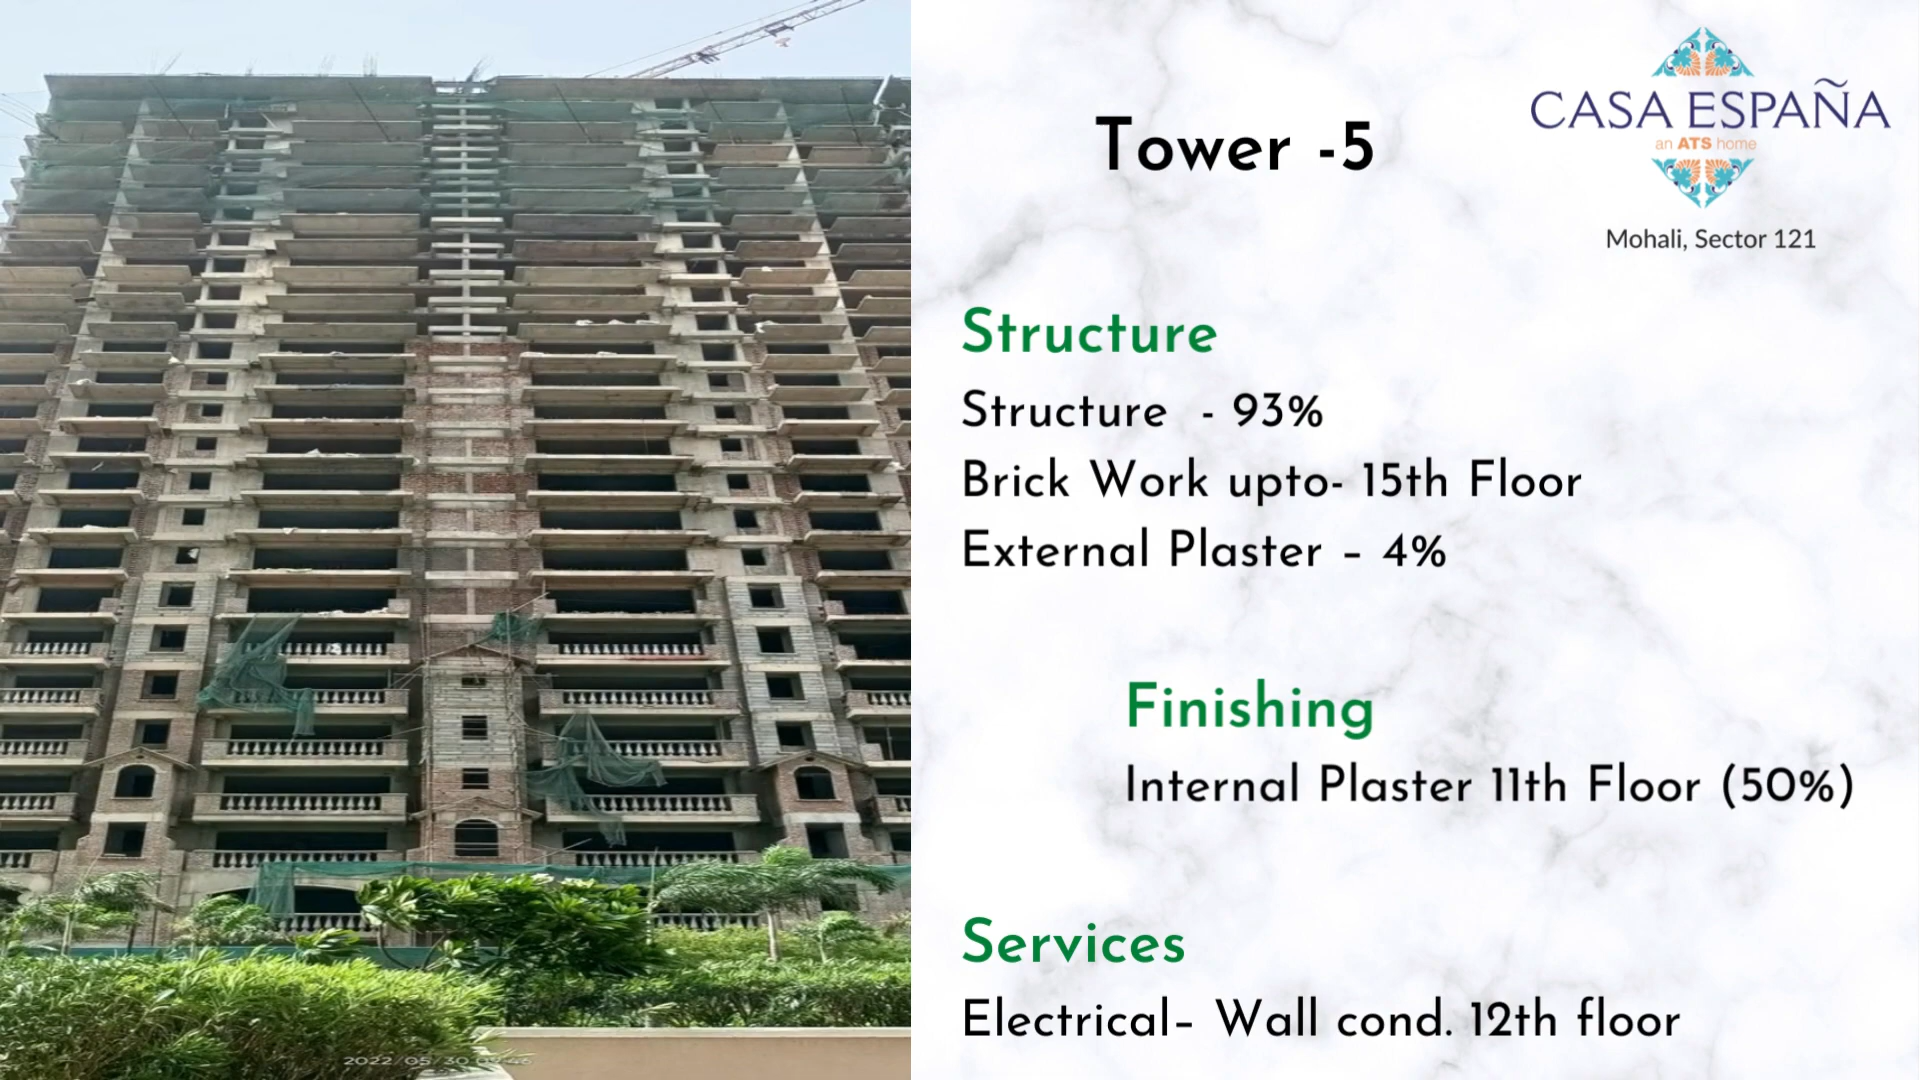 Tower -5
CASA ESPAÑA
an ATS home
Mohali, Sector 121
Structure
Structure - 93%
Brick Work upto- 15th Floor
External Plaster – 4%
Finishing
Internal Plaster 11th Floor (50%)
Services
Electrical– Wall cond. 12th floor
2022/05/30